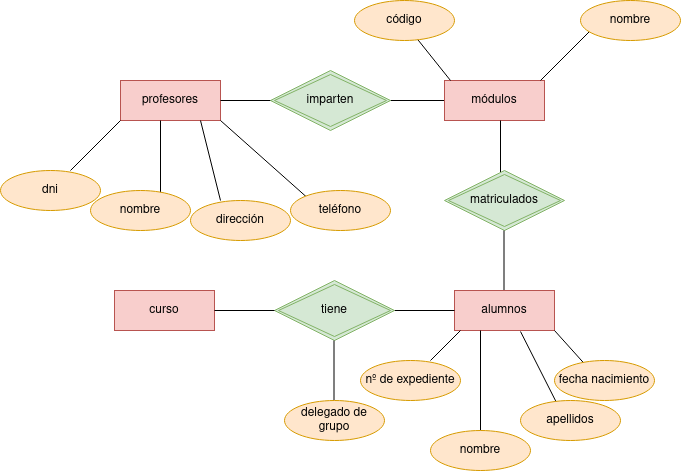 código
nombre
profesores
imparten
módulos
dni
nombre
dirección
teléfono
matriculados
curso
tiene
alumnos
nº de expediente
fecha nacimiento
delegado de
grupo
apellidos
nombre